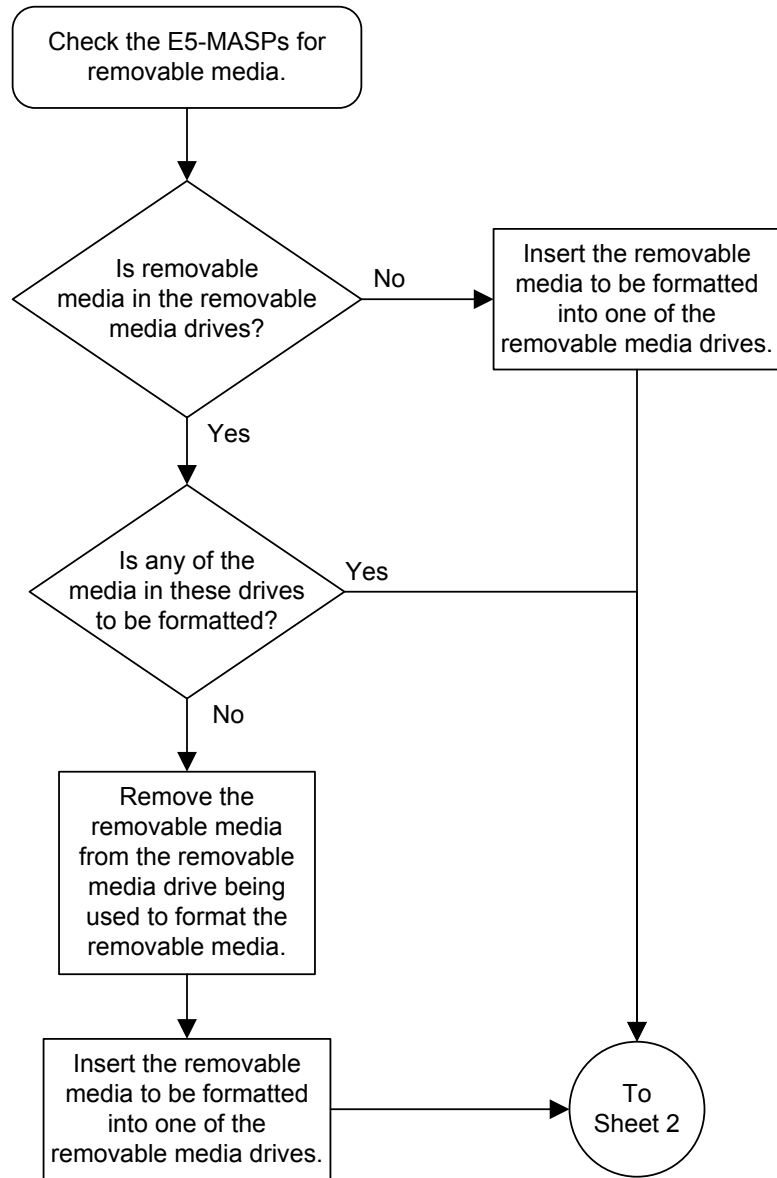 Check the E5-MASPs for
removable media.
Is removable
media in the removable
media drives?
No
Insert the removable
media to be formatted
into one of the
removable media drives.
Yes
Is any of the
media in these drives
to be formatted?
Yes
No
Remove the
removable media
from the removable
media drive being
used to format the
removable media.
Insert the removable
media to be formatted
into one of the
removable media drives.
To
Sheet 2